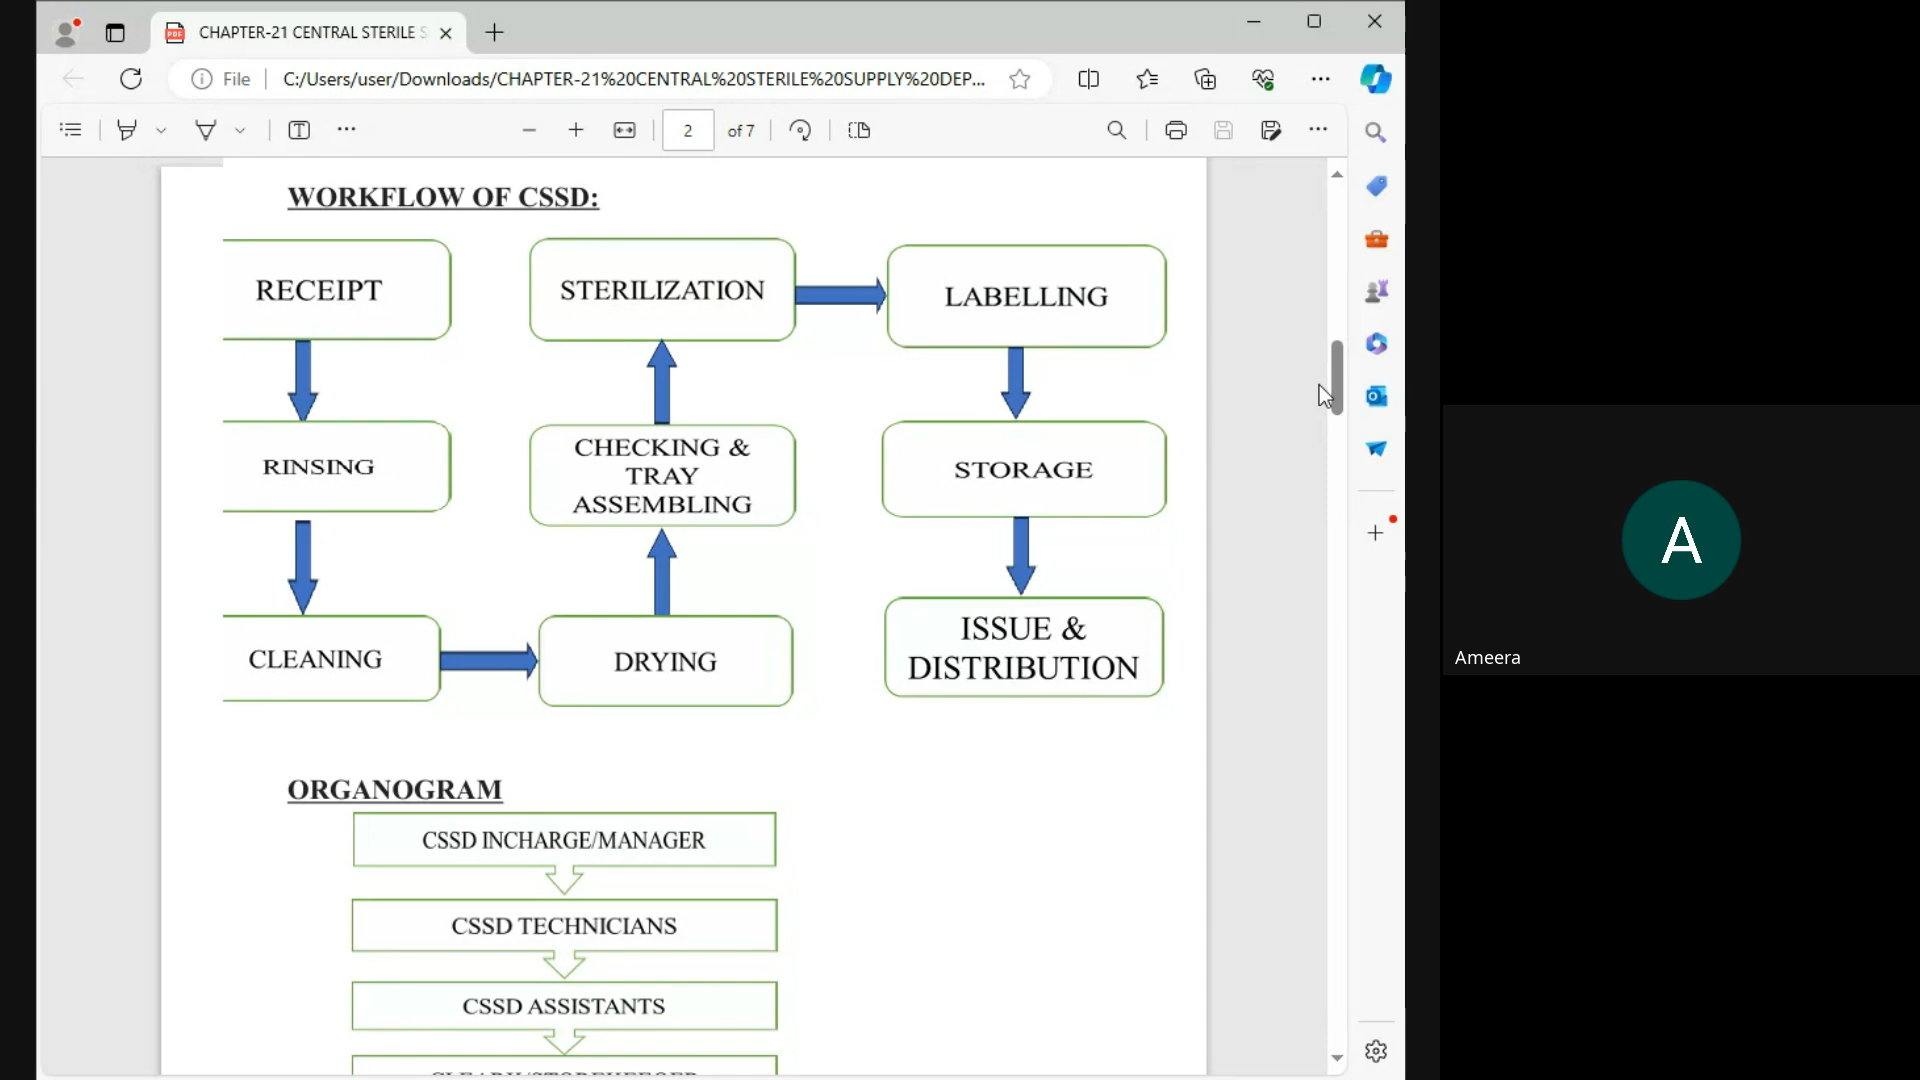 CHAPTER-21 CENTRAL STERILE S
File
C:/Users/user/Downloads/CHAPTER-21%20CENTRAL%20STERILE%20SUPPLY%20DEP...
2 of 7
WORKFLOW OF CSSD:
RECEIPT
STERILIZATION
LABELLING
RINSING
CHECKING &
TRAY
ASSEMBLING
STORAGE
CLEANING
DRYING
ISSUE &
DISTRIBUTION
ORGANOGRAM
CSSD INCHARGE/MANAGER
CSSD TECHNICIANS
CSSD ASSISTANTS
A
Ameera